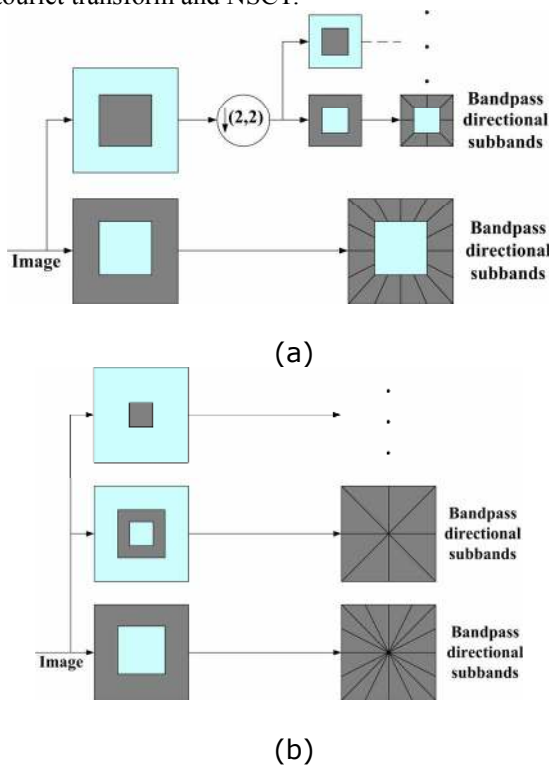 transform and NSCT.
(2,2)
Bandpass
directional
subbands
Bandpass
directional
subbands
Image
(a)
Bandpass
directional
subbands
Bandpass
directional
subbands
Image
(b)